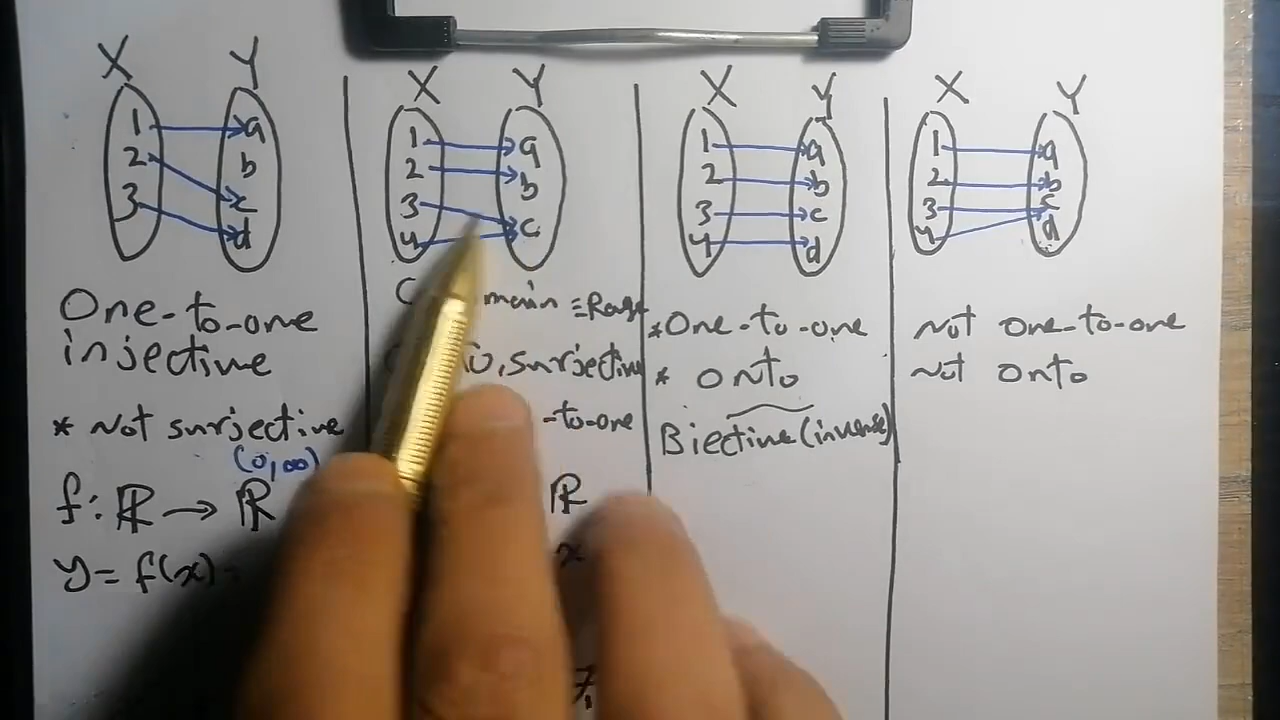 X Y
1 a
2 b
3 c
d
One-to-one
injective
* Not surjective
(0,∞)
f: ℝ → ℝ
y = f(x)
X Y
1 a
2 b
3 c
4
main = Range
, surjective
-to-one
ℝ
x
7
X Y
1 a
2 b
3 c
4 d
* One-to-one
* onto
Biective (inverse)
X Y
1 a
2 b
3 c
4 d
Not one-to-one
Not onto